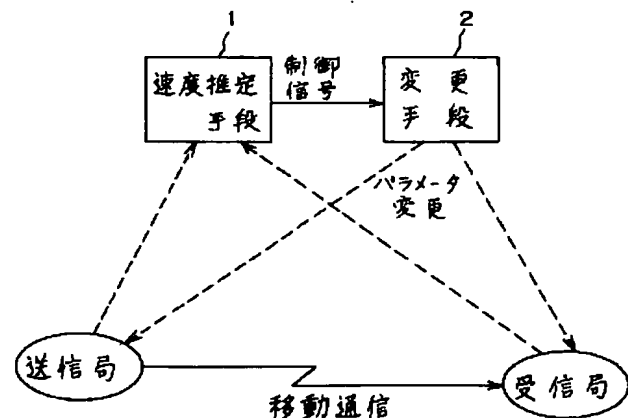 1
2
速度推定
手段
制御
信号
変更
手段
パラメータ
変更
送信局
受信局
移動通信